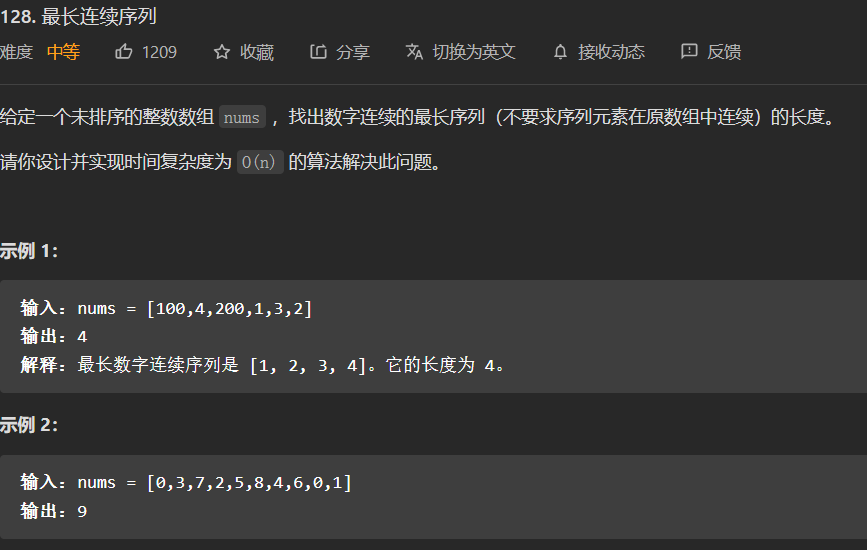 128. 最长连续序列
难度 中等 1209 收藏 分享 切换为英文 接收动态 反馈
给定一个未排序的整数数组 nums ，找出数字连续的最长序列（不要求序列元素在原数组中连续）的长度。
请你设计并实现时间复杂度为 O(n) 的算法解决此问题。
示例 1：
输入：nums = [100,4,200,1,3,2]
输出：4
解释：最长数字连续序列是 [1, 2, 3, 4]。它的长度为 4。
示例 2：
输入：nums = [0,3,7,2,5,8,4,6,0,1]
输出：9